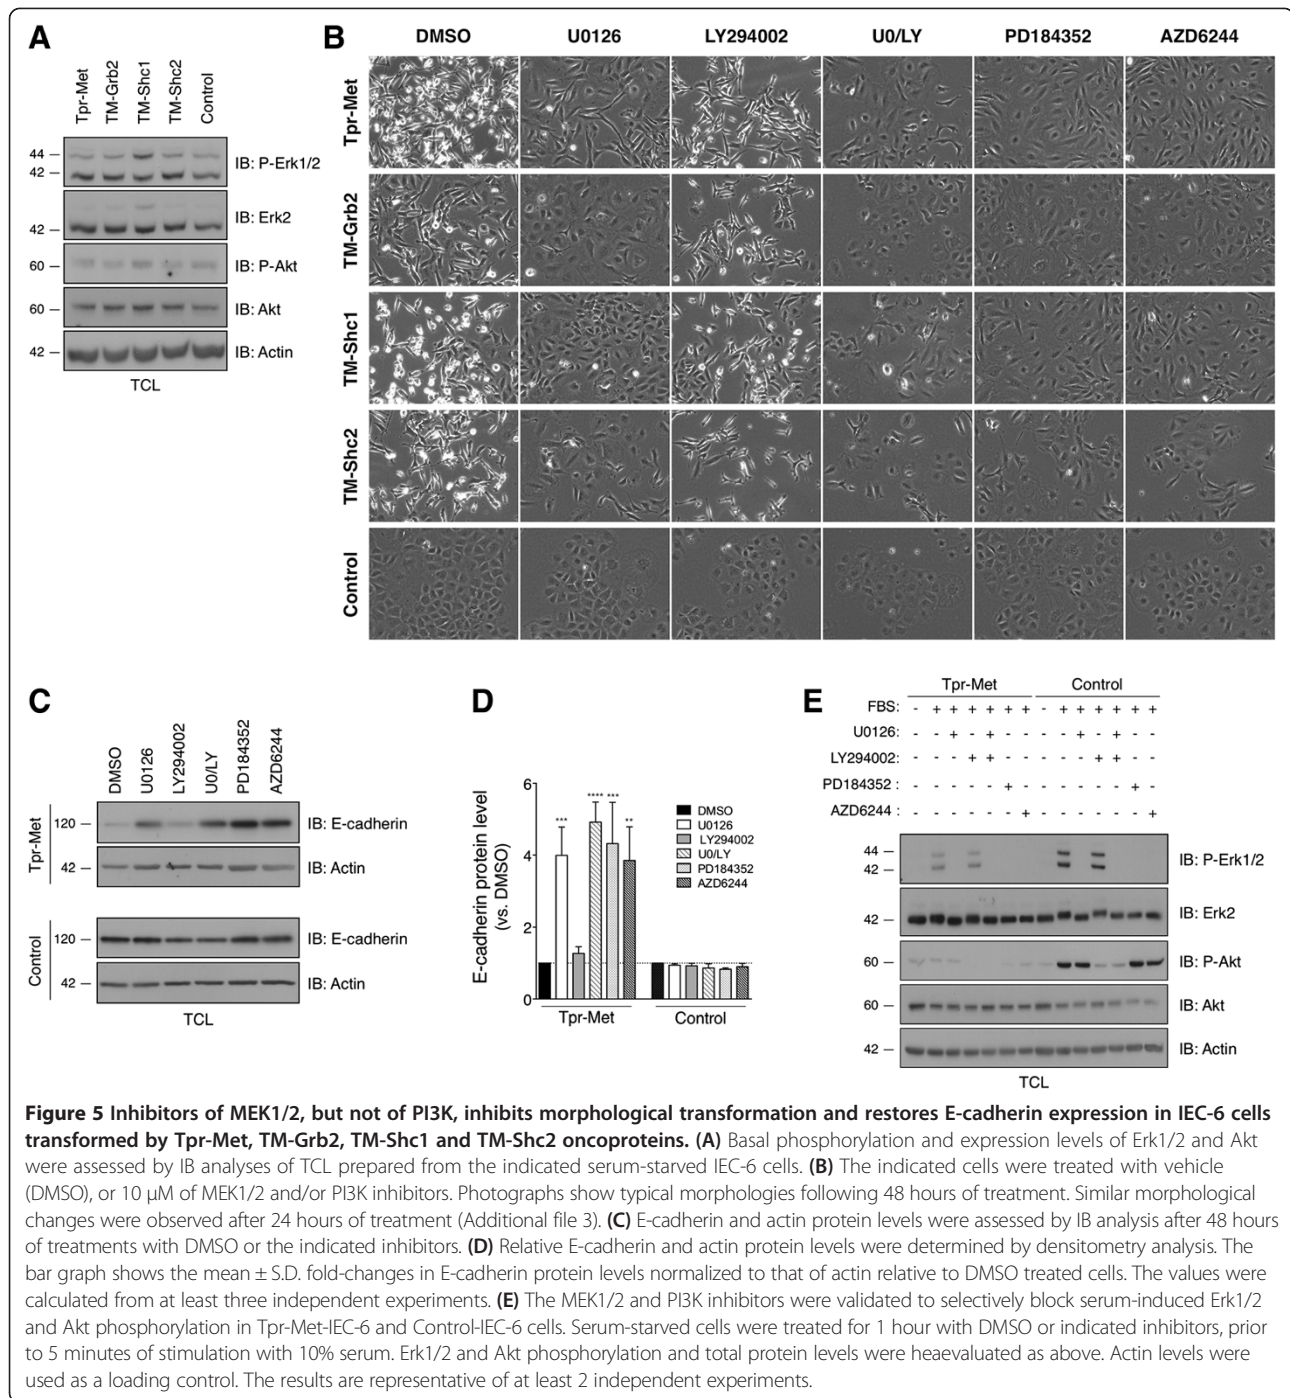 A
Tpr-Met
TM-Grb2
TM-Shc1
TM-Shc2
Control
44
42
IB: P-Erk1/2
42
IB: Erk2
60
IB: P-Akt
60
IB: Akt
42
IB: Actin
TCL
B
DMSO U0126 LY294002 U0/LY PD184352 AZD6244
Tpr-Met
TM-Grb2
TM-Shc1
TM-Shc2
Control
C
DMSO
U0126
LY294002
U0/LY
PD184352
AZD6244
Tpr-Met
120
IB: E-cadherin
42
IB: Actin
Control
120
IB: E-cadherin
42
IB: Actin
TCL
D
E-cadherin protein level
(vs. DMSO)
6
4
2
0
*** **** *** **
DMSO
U0126
LY294002
U0/LY
PD184352
AZD6244
Tpr-Met Control
E
Tpr-Met Control
FBS: - + + + + + + - + + + + + +
U0126: - - + - + - - - - + - + - -
LY294002: - - - + + - - - - - + + - -
PD184352 : - - - - - + - - - - - - + -
AZD6244 : - - - - - - + - - - - - - +
44
42
IB: P-Erk1/2
42
IB: Erk2
60
IB: P-Akt
60
IB: Akt
42
IB: Actin
TCL
Figure 5 Inhibitors of MEK1/2, but not of PI3K, inhibits morphological transformation and restores E-cadherin expression in IEC-6 cells
transformed by Tpr-Met, TM-Grb2, TM-Shc1 and TM-Shc2 oncoproteins. (A) Basal phosphorylation and expression levels of Erk1/2 and Akt
were assessed by IB analyses of TCL prepared from the indicated serum-starved IEC-6 cells. (B) The indicated cells were treated with vehicle
(DMSO), or 10 μM of MEK1/2 and/or PI3K inhibitors. Photographs show typical morphologies following 48 hours of treatment. Similar morphological
changes were observed after 24 hours of treatment (Additional file 3). (C) E-cadherin and actin protein levels were assessed by IB analysis after 48 hours
of treatments with DMSO or the indicated inhibitors. (D) Relative E-cadherin and actin protein levels were determined by densitometry analysis. The
bar graph shows the mean ± S.D. fold-changes in E-cadherin protein levels normalized to that of actin relative to DMSO treated cells. The values were
calculated from at least three independent experiments. (E) The MEK1/2 and PI3K inhibitors were validated to selectively block serum-induced Erk1/2
and Akt phosphorylation in Tpr-Met-IEC-6 and Control-IEC-6 cells. Serum-starved cells were treated for 1 hour with DMSO or indicated inhibitors, prior
to 5 minutes of stimulation with 10% serum. Erk1/2 and Akt phosphorylation and total protein levels were heaevaluated as above. Actin levels were
used as a loading control. The results are representative of at least 2 independent experiments.